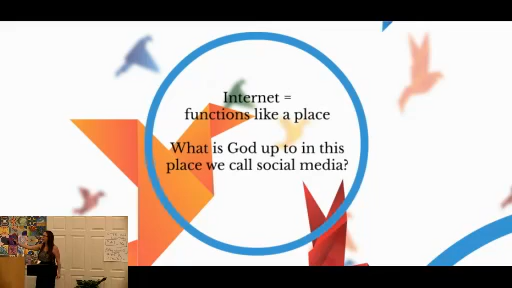 Internet =
functions like a place
What is God up to in this
place we call social media?